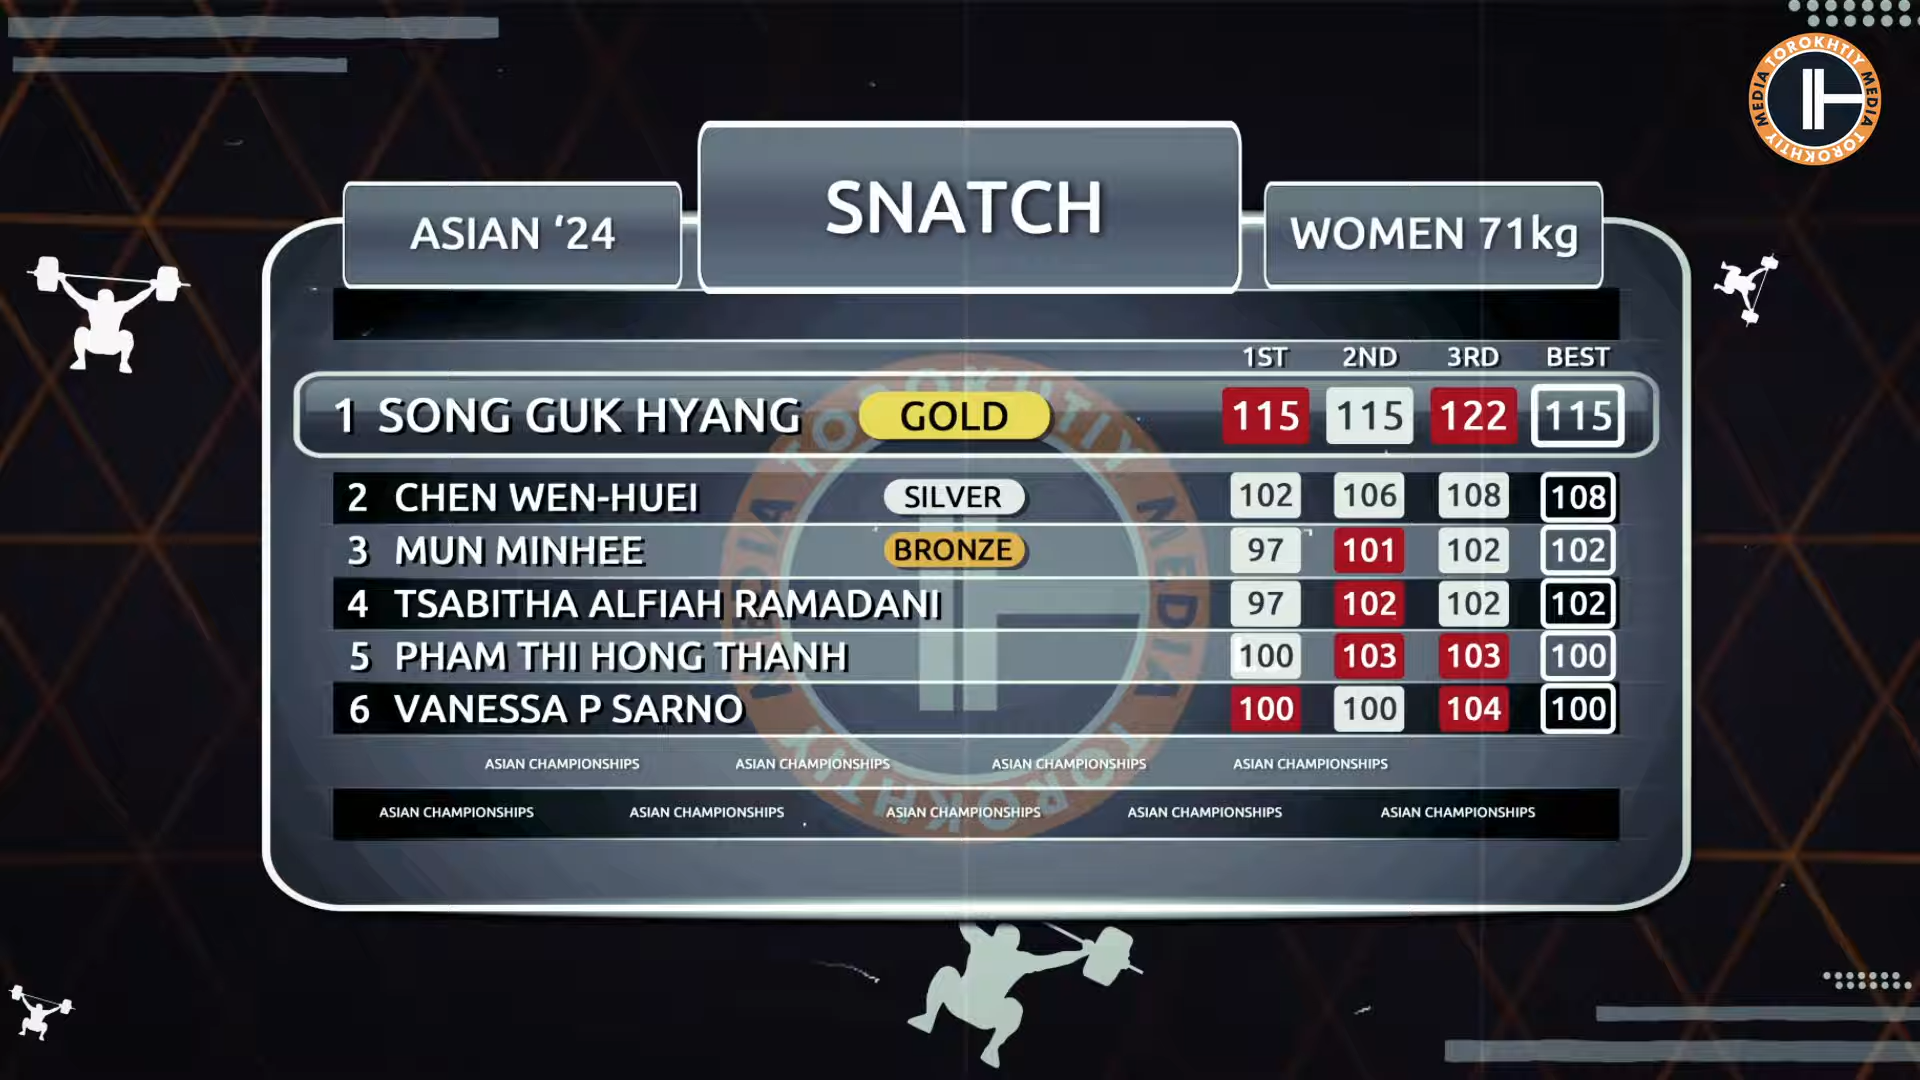 TOROKHTIY MEDIA TOROKHTIY MEDIA
ASIAN ‘24
SNATCH
WOMEN 71kg
1ST 2ND 3RD BEST
1 SONG GUK HYANG GOLD 115 115 122 115
2 CHEN WEN-HUEI SILVER 102 106 108 108
3 MUN MINHEE BRONZE 97 101 102 102
4 TSABITHA ALFIAH RAMADANI 97 102 102 102
5 PHAM THI HONG THANH 100 103 103 100
6 VANESSA P SARNO 100 100 104 100
ASIAN CHAMPIONSHIPS ASIAN CHAMPIONSHIPS ASIAN CHAMPIONSHIPS ASIAN CHAMPIONSHIPS
ASIAN CHAMPIONSHIPS ASIAN CHAMPIONSHIPS ASIAN CHAMPIONSHIPS ASIAN CHAMPIONSHIPS ASIAN CHAMPIONSHIPS
TOROKHTIY MEDIA TOROKHTIY MEDIA